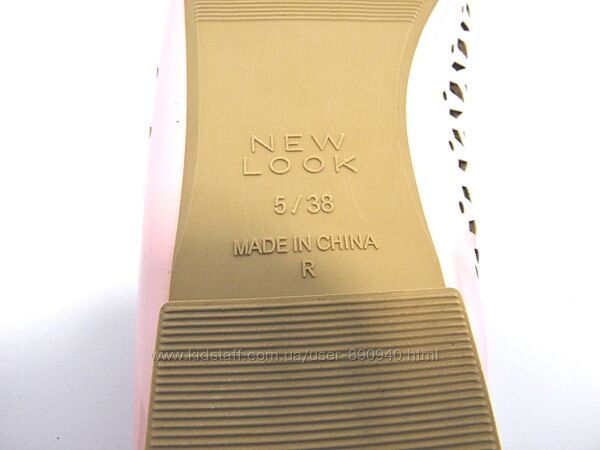 NEW
LOOK
5/38
MADE IN CHINA
R
www.kidstaff.com.ua/user-890940.html